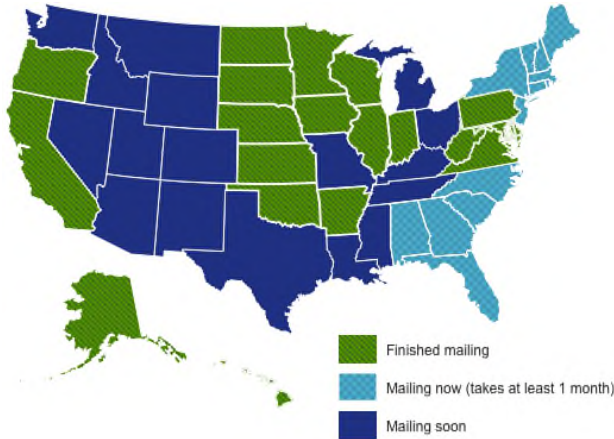 Finished mailing
Mailing now (takes at least 1 month)
Mailing soon